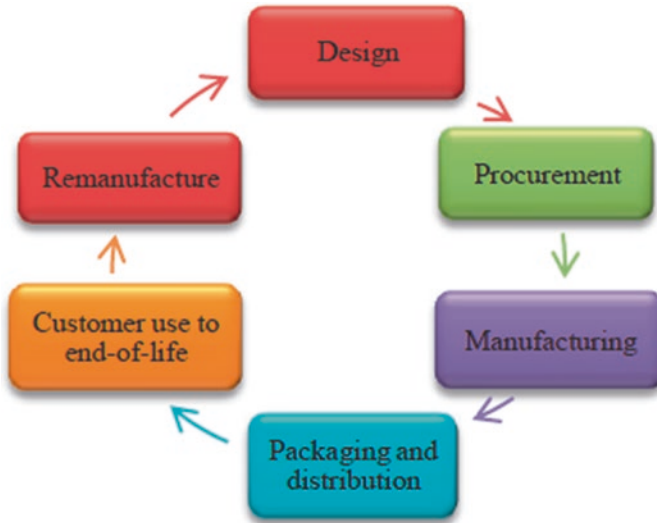 Design
Procurement
Manufacturing
Packaging and
distribution
Customer use to
end-of-life
Remanufacture